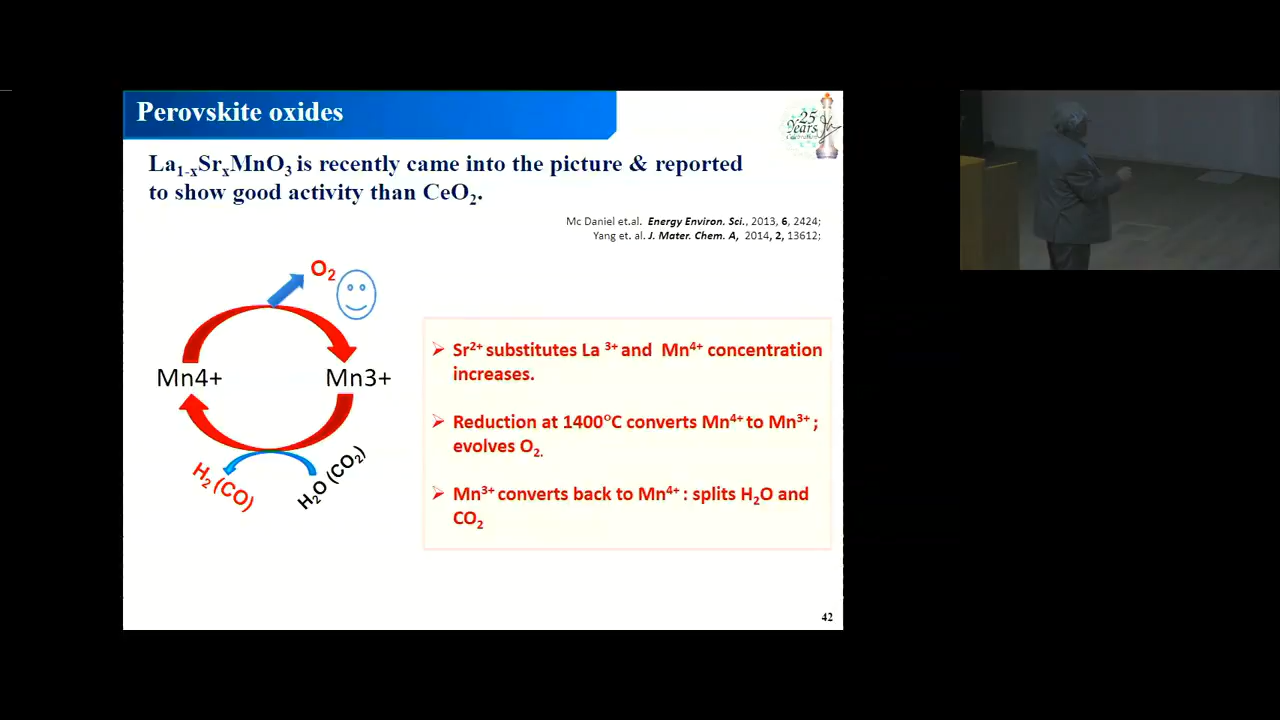 Perovskite oxides
25
Years
Celebrating
La1-xSrxMnO3 is recently came into the picture & reported
to show good activity than CeO2.
Mc Daniel et.al. Energy Environ. Sci., 2013, 6, 2424;
Yang et. al. J. Mater. Chem. A, 2014, 2, 13612;
O2
Mn4+ Mn3+
H2 (CO)
H2O (CO2)
Sr2+ substitutes La 3+ and Mn4+ concentration
increases.
Reduction at 1400°C converts Mn4+ to Mn3+ ;
evolves O2.
Mn3+ converts back to Mn4+ : splits H2O and
CO2
42